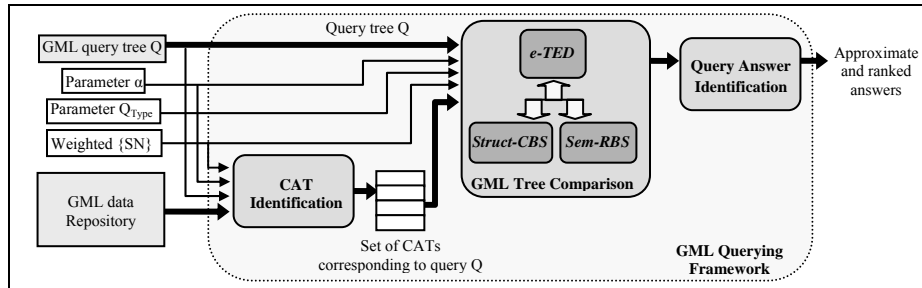 Query tree Q
GML query tree Q
Parameter α
Parameter QType
Weighted {SN}
GML data
Repository
CAT
Identification
Set of CATs
corresponding to query Q
e-TED
Struct-CBS
Sem-RBS
GML Tree Comparison
Query Answer
Identification
Approximate
and ranked
answers
GML Querying
Framework